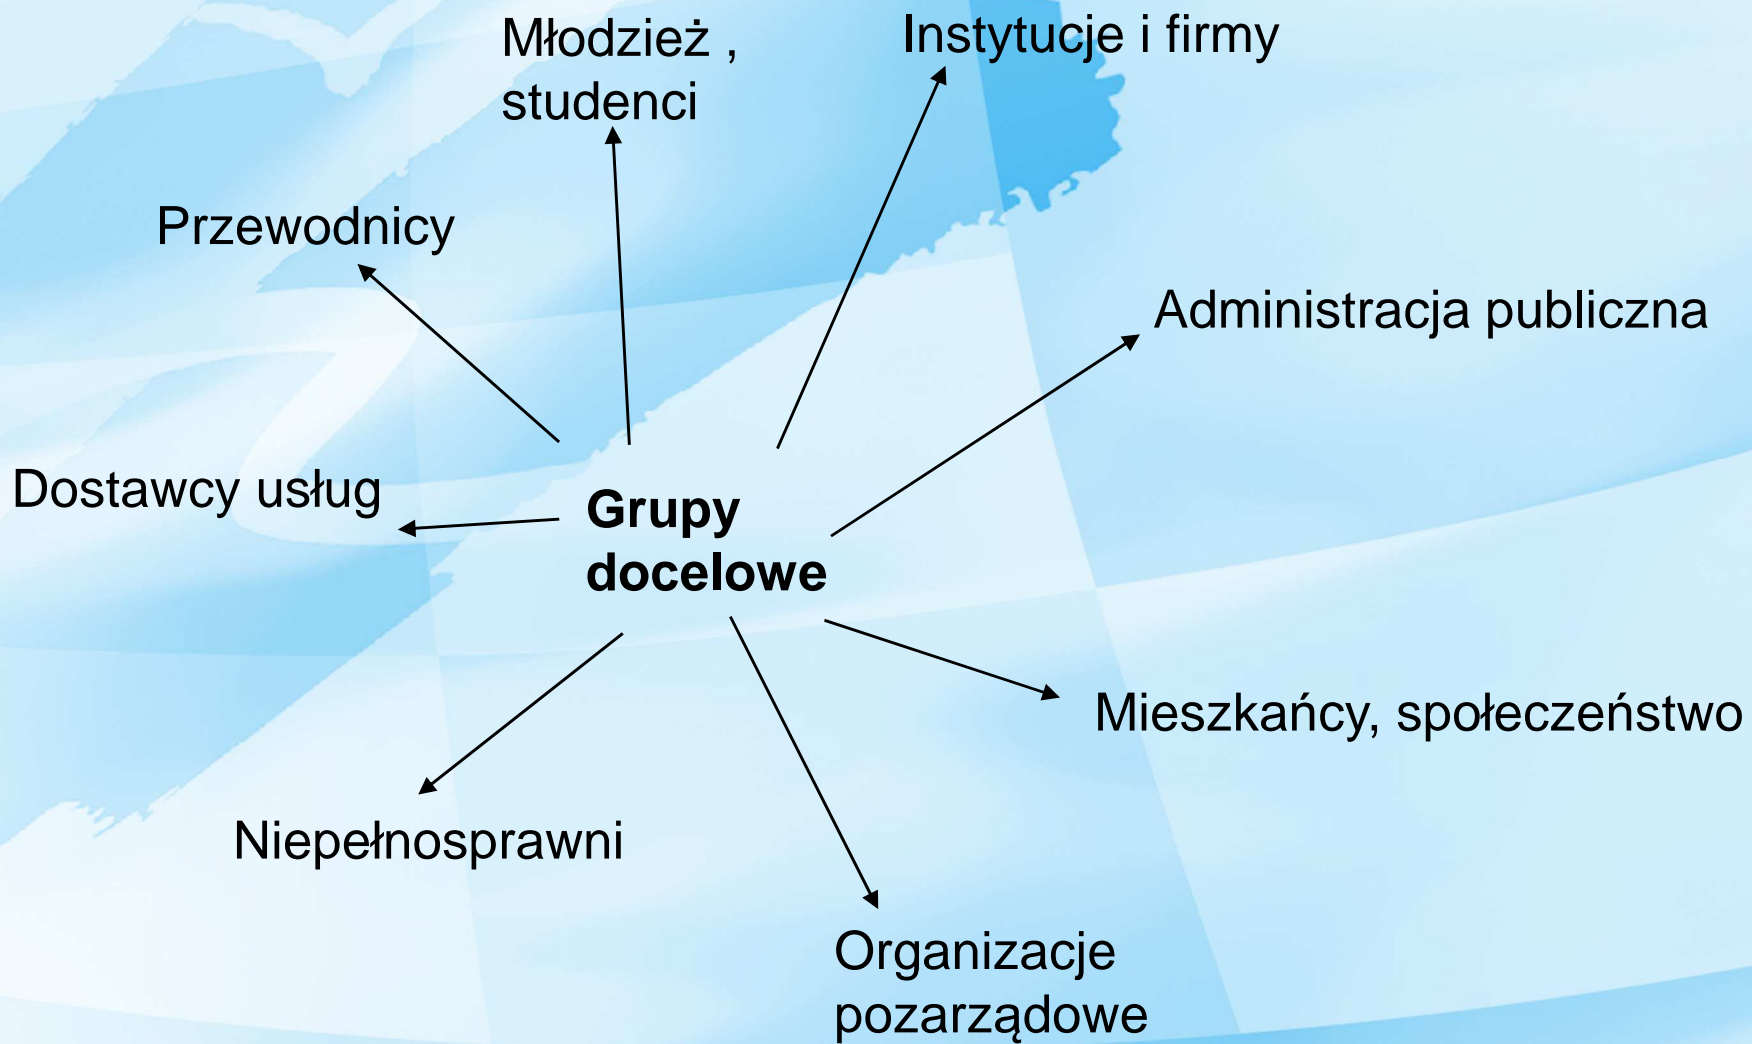 Młodzież ,
studenci
Instytucje i firmy
Przewodnicy
Administracja publiczna
Dostawcy usług
Grupy
docelowe
Mieszkańcy, społeczeństwo
Niepełnosprawni
Organizacje
pozarządowe